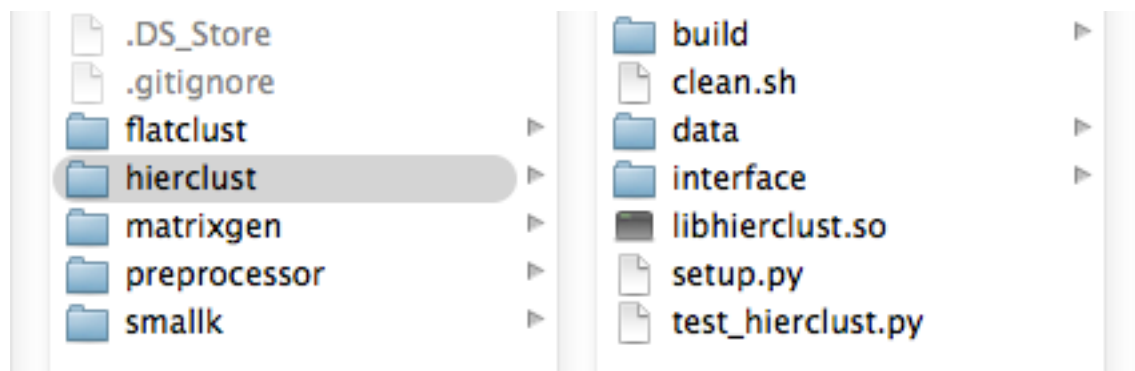 .DS_Store
.gitignore
flatclust
hierclust
matrixgen
preprocessor
smallk
build
clean.sh
data
interface
libhierclust.so
setup.py
test_hierclust.py